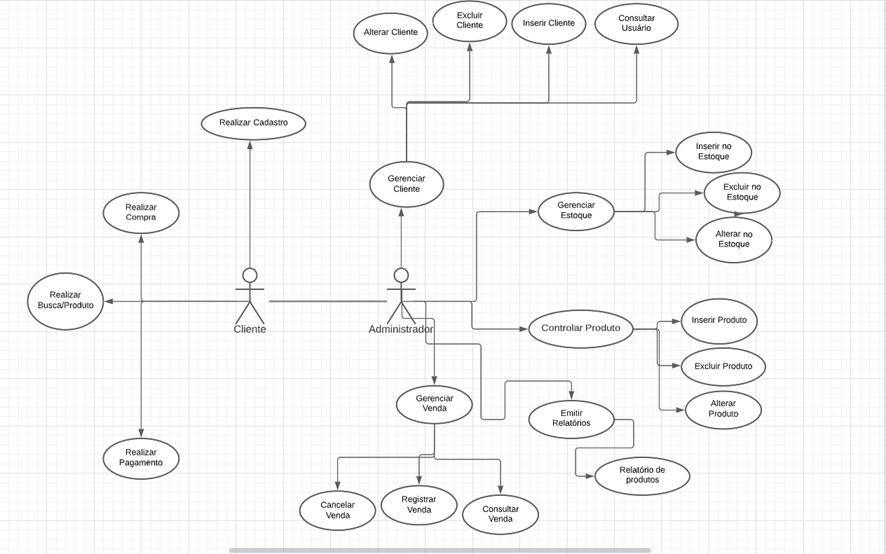 Alterar Cliente
Excluir
Cliente
Inserir Cliente
Consultar
Usuário
Realizar Cadastro
Gerenciar
Cliente
Inserir no
Estoque
Excluir no
Estoque
Alterar no
Estoque
Gerenciar
Estoque
Realizar
Compra
Realizar
Busca/Produto
Cliente
Administrador
Controlar Produto
Inserir Produto
Excluir Produto
Alterar
Produto
Gerenciar
Venda
Emitir
Relatórios
Relatório de
produtos
Realizar
Pagamento
Cancelar
Venda
Registrar
Venda
Consultar
Venda